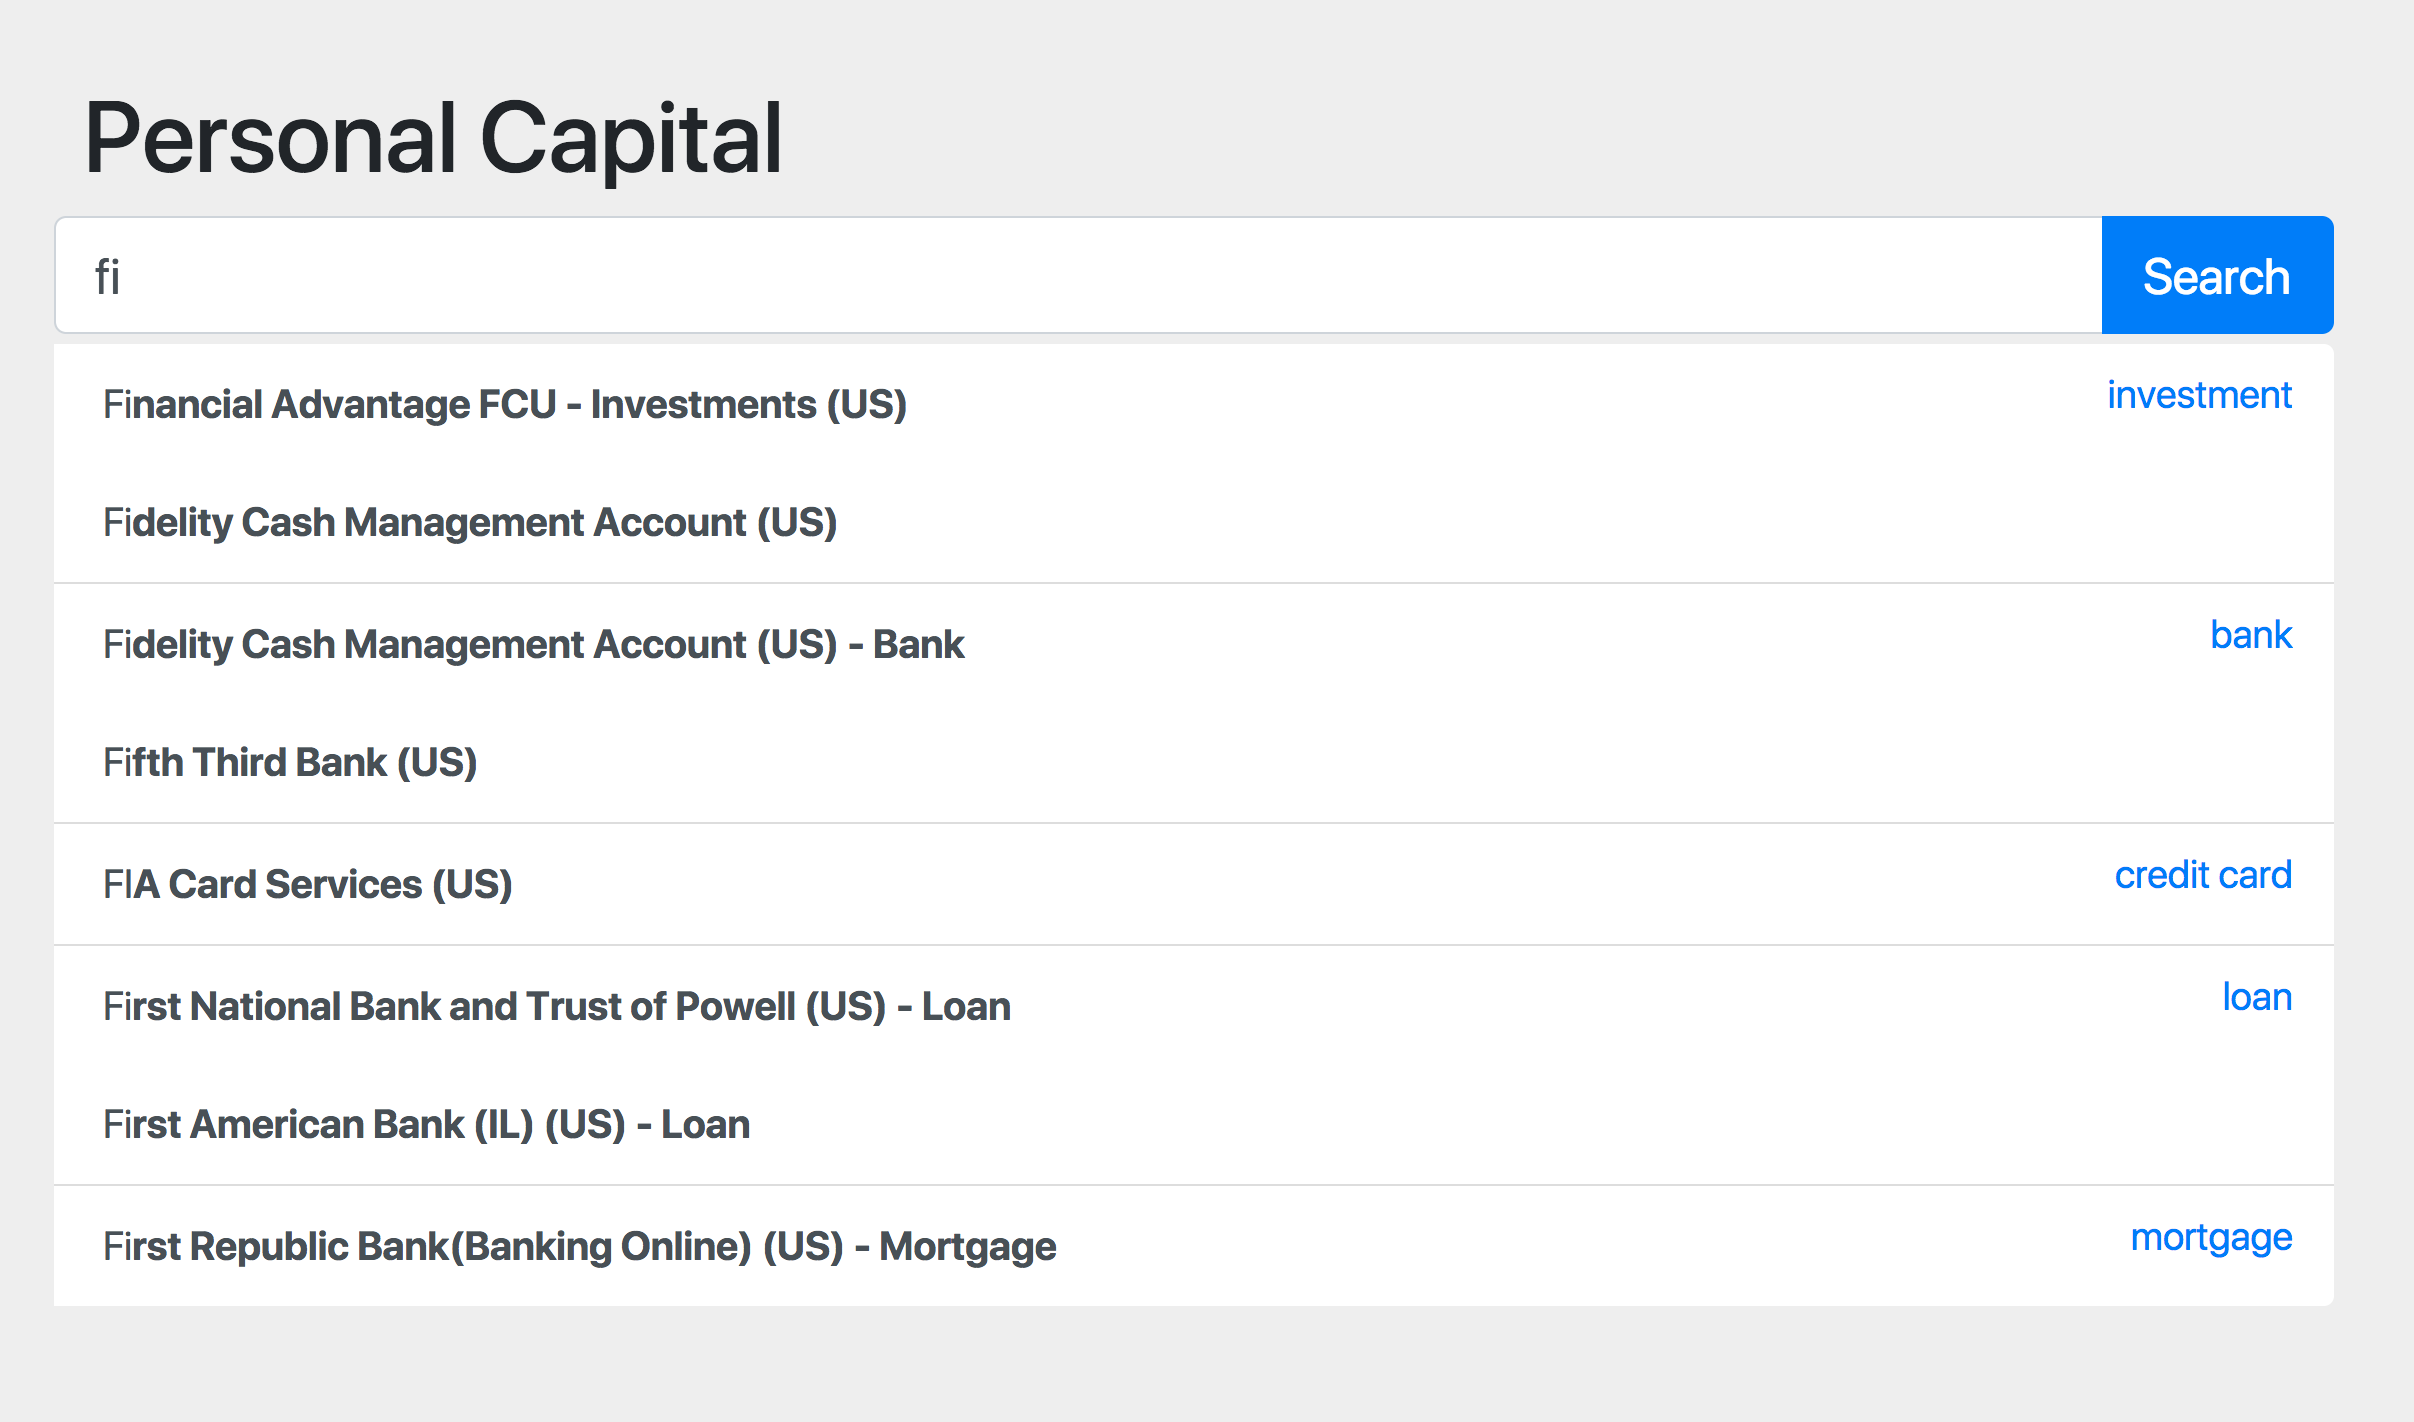 Personal Capital
fi
Search
Financial Advantage FCU - Investments (US)
investment
Fidelity Cash Management Account (US)
Fidelity Cash Management Account (US) - Bank
bank
Fifth Third Bank (US)
FIA Card Services (US)
credit card
First National Bank and Trust of Powell (US) - Loan
loan
First American Bank (IL) (US) - Loan
First Republic Bank(Banking Online) (US) - Mortgage
mortgage